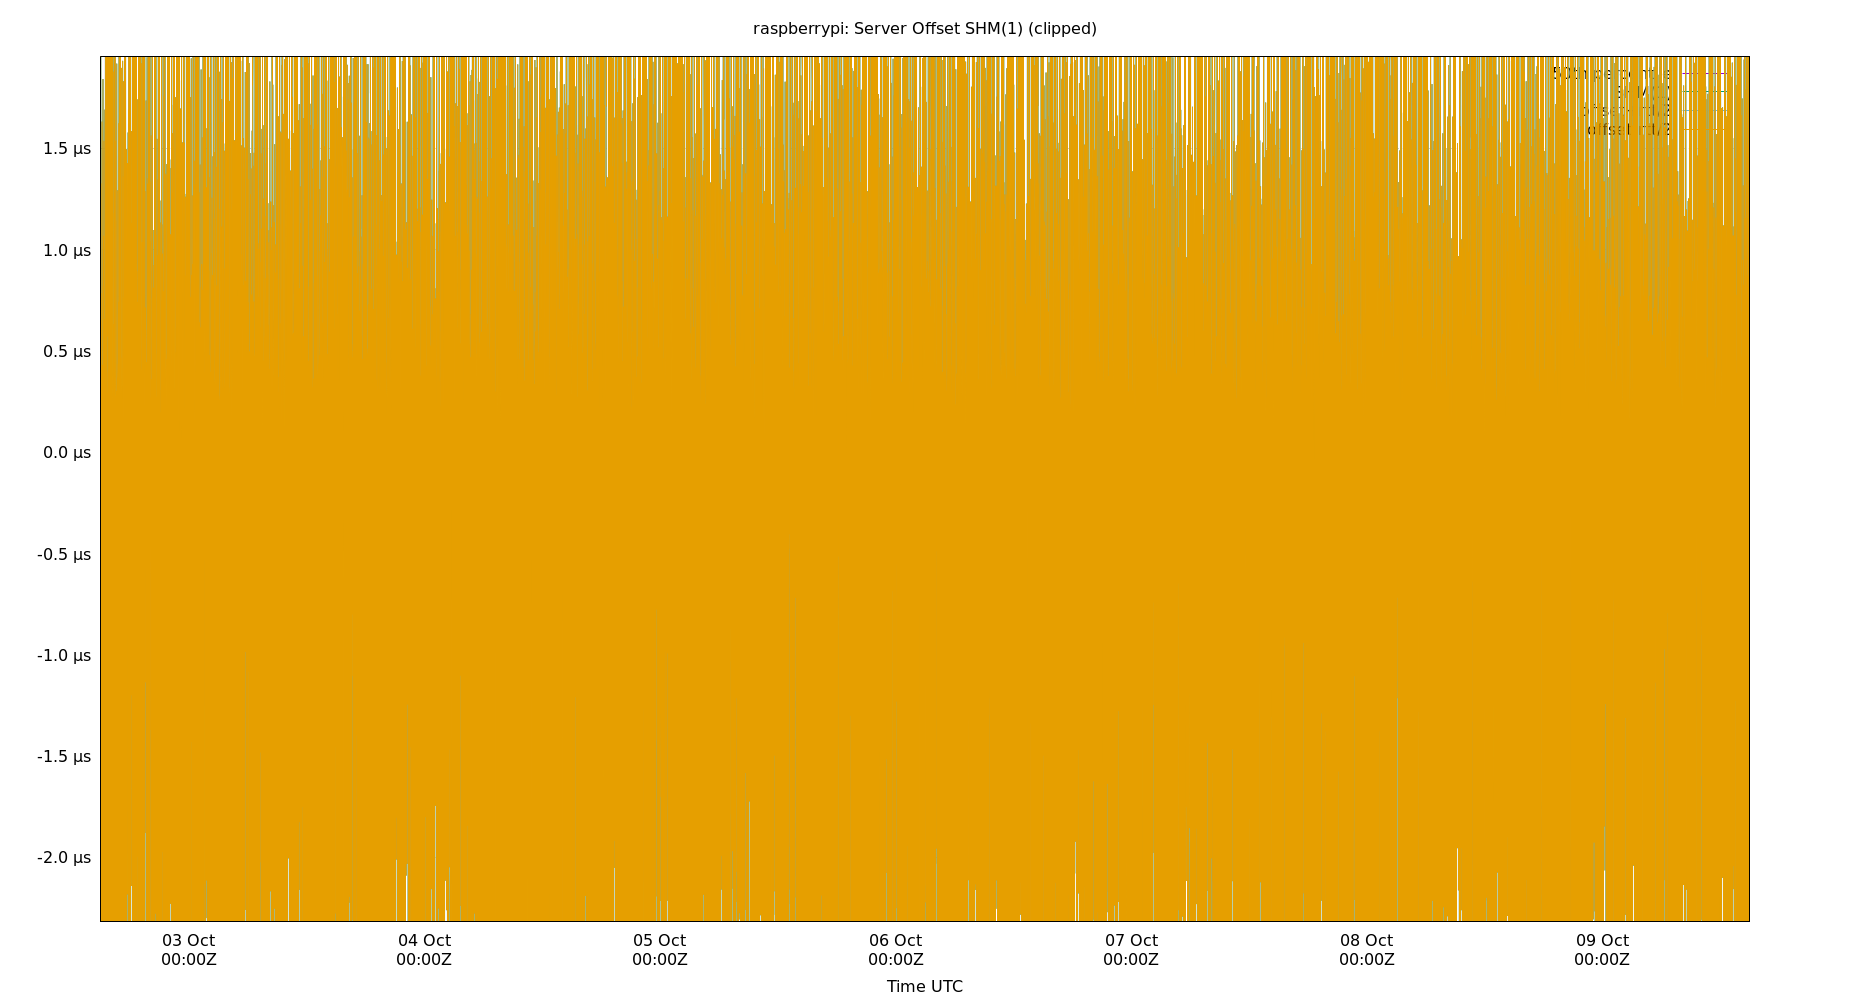 raspberrypi: Server Offset SHM(1) (clipped)
1.5 µs
1.0 µs
0.5 µs
0.0 µs
-0.5 µs
-1.0 µs
-1.5 µs
-2.0 µs
03 Oct 04 Oct 05 Oct 06 Oct 07 Oct 08 Oct 09 Oct
00:00Z 00:00Z 00:00Z 00:00Z 00:00Z 00:00Z 00:00Z
Time UTC